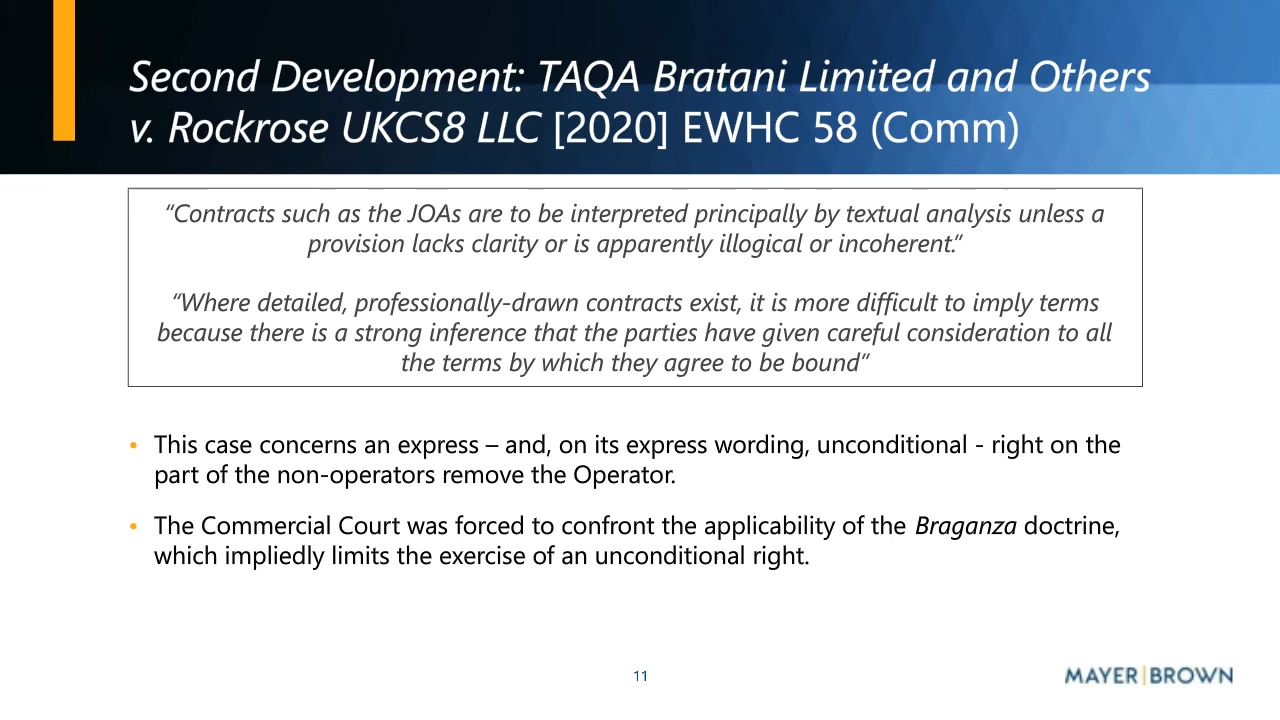 Second Development: TAQA Bratani Limited and Others
v. Rockrose UKCS8 LLC [2020] EWHC 58 (Comm)
“Contracts such as the JOAs are to be interpreted principally by textual analysis unless a
provision lacks clarity or is apparently illogical or incoherent.”
“Where detailed, professionally-drawn contracts exist, it is more difficult to imply terms
because there is a strong inference that the parties have given careful consideration to all
the terms by which they agree to be bound”
• This case concerns an express – and, on its express wording, unconditional - right on the
part of the non-operators remove the Operator.
• The Commercial Court was forced to confront the applicability of the Braganza doctrine,
which impliedly limits the exercise of an unconditional right.
11
MAYER|BROWN